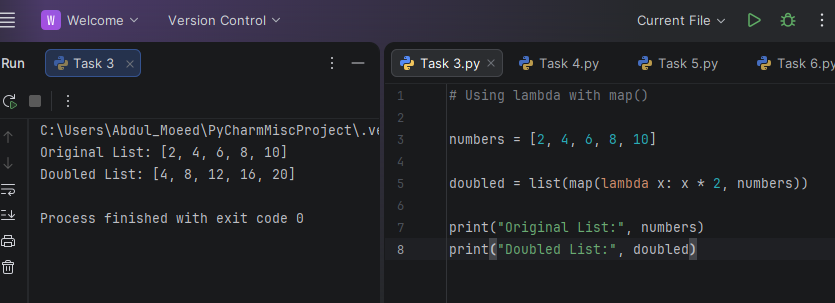 W Welcome Version Control Current File
Run Task 3
Task 3.py Task 4.py Task 5.py Task 6.py
C:\Users\Abdul_Moeed\PyCharmMiscProject\.ve
Original List: [2, 4, 6, 8, 10]
Doubled List: [4, 8, 12, 16, 20]
Process finished with exit code 0
1 # Using lambda with map()
2
3 numbers = [2, 4, 6, 8, 10]
4
5 doubled = list(map(lambda x: x * 2, numbers))
6
7 print("Original List:", numbers)
8 print("Doubled List:", doubled)